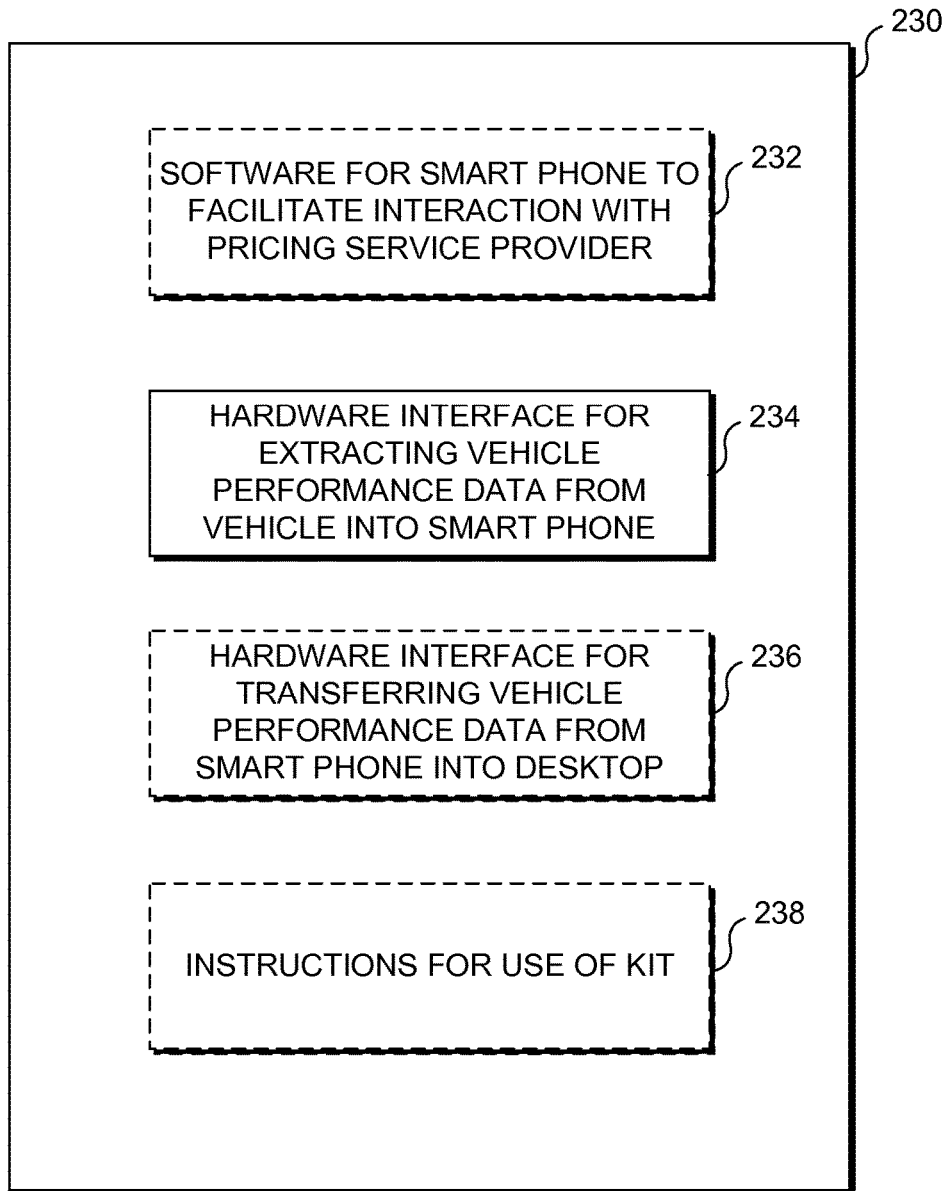 230
SOFTWARE FOR SMART PHONE TO
FACILITATE INTERACTION WITH
PRICING SERVICE PROVIDER
232
HARDWARE INTERFACE FOR
EXTRACTING VEHICLE
PERFORMANCE DATA FROM
VEHICLE INTO SMART PHONE
234
HARDWARE INTERFACE FOR
TRANSFERRING VEHICLE
PERFORMANCE DATA FROM
SMART PHONE INTO DESKTOP
236
INSTRUCTIONS FOR USE OF KIT
238